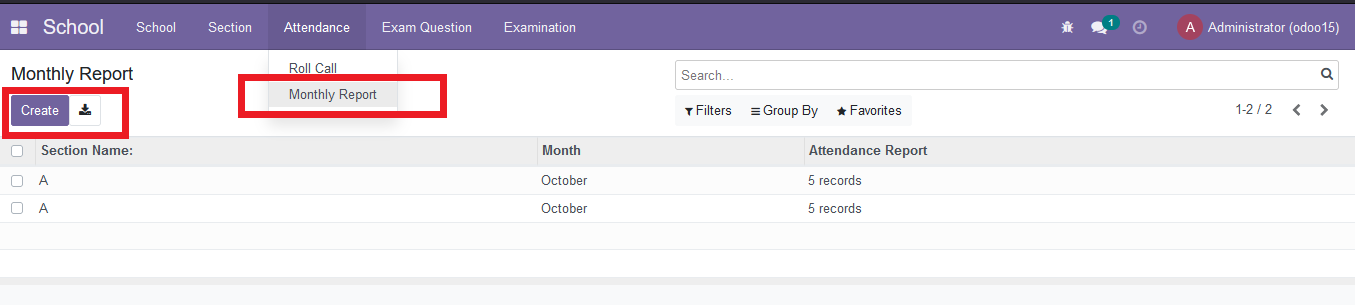 School School Section Attendance Exam Question Examination 1 A Administrator (odoo15)
Roll Call
Monthly Report
Monthly Report
Search...
Create
Filters Group By Favorites 1-2 / 2
Section Name: Month Attendance Report
A October 5 records
A October 5 records